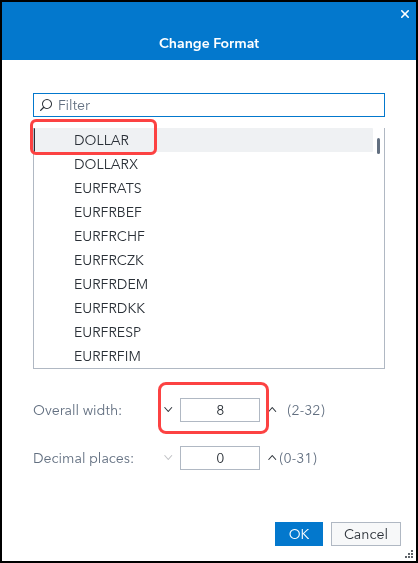 Change Format
Filter
DOLLAR
DOLLARX
EURFRATS
EURFRBEF
EURFRCHF
EURFRCZK
EURFRDEM
EURFRDKK
EURFRESP
EURFRFIM
Overall width: 8 (2-32)
Decimal places: 0 (0-31)
OK Cancel